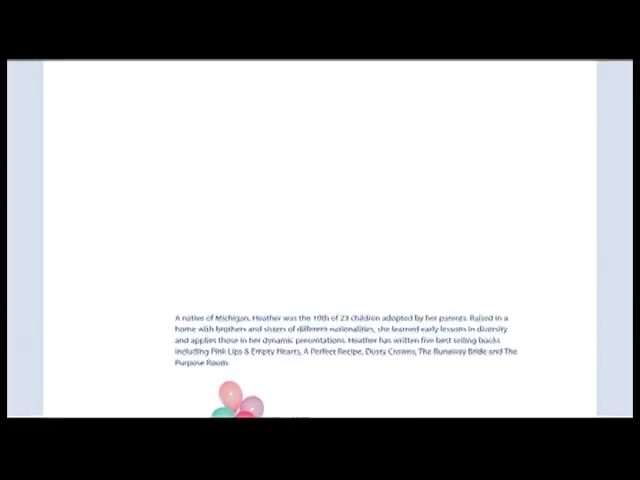 A native of Michigan, Heather was the 10th of 23 children adopted by her parents. Raised in a
home with brothers and sisters of different nationalities, she learned early lessons in diversity
and applies those in her dynamic presentations. Heather has written five best selling books
including Pink Lips & Empty Hearts, A Perfect Recipe, Dusty Crowns, The Runaway Bride and The
Purpose Room.